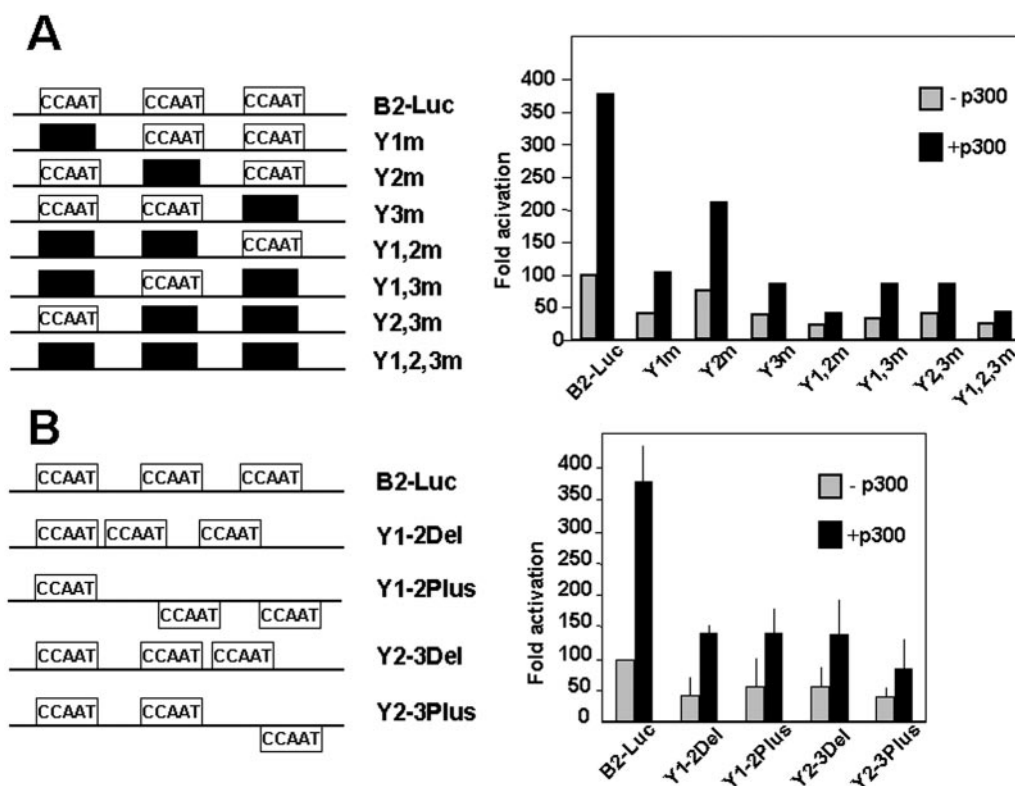 A
CCAAT CCAAT CCAAT B2-Luc
CCAAT CCAAT Y1m
CCAAT CCAAT Y2m
CCAAT CCAAT Y3m
CCAAT Y1,2m
CCAAT Y1,3m
CCAAT Y2,3m
Y1,2,3m
Fold acivation
400
350
300
250
200
150
100
50
0
- p300
+p300
B2-Luc Y1m Y2m Y3m Y1,2m Y1,3m Y2,3m Y1,2,3m
B
CCAAT CCAAT CCAAT B2-Luc
CCAAT CCAAT CCAAT Y1-2Del
CCAAT CCAAT CCAAT Y1-2Plus
CCAAT CCAAT CCAAT Y2-3Del
CCAAT CCAAT CCAAT Y2-3Plus
Fold activation
400
350
300
250
200
150
100
50
0
- p300
+p300
B2-Luc Y1-2Del Y1-2Plus Y2-3Del Y2-3Plus